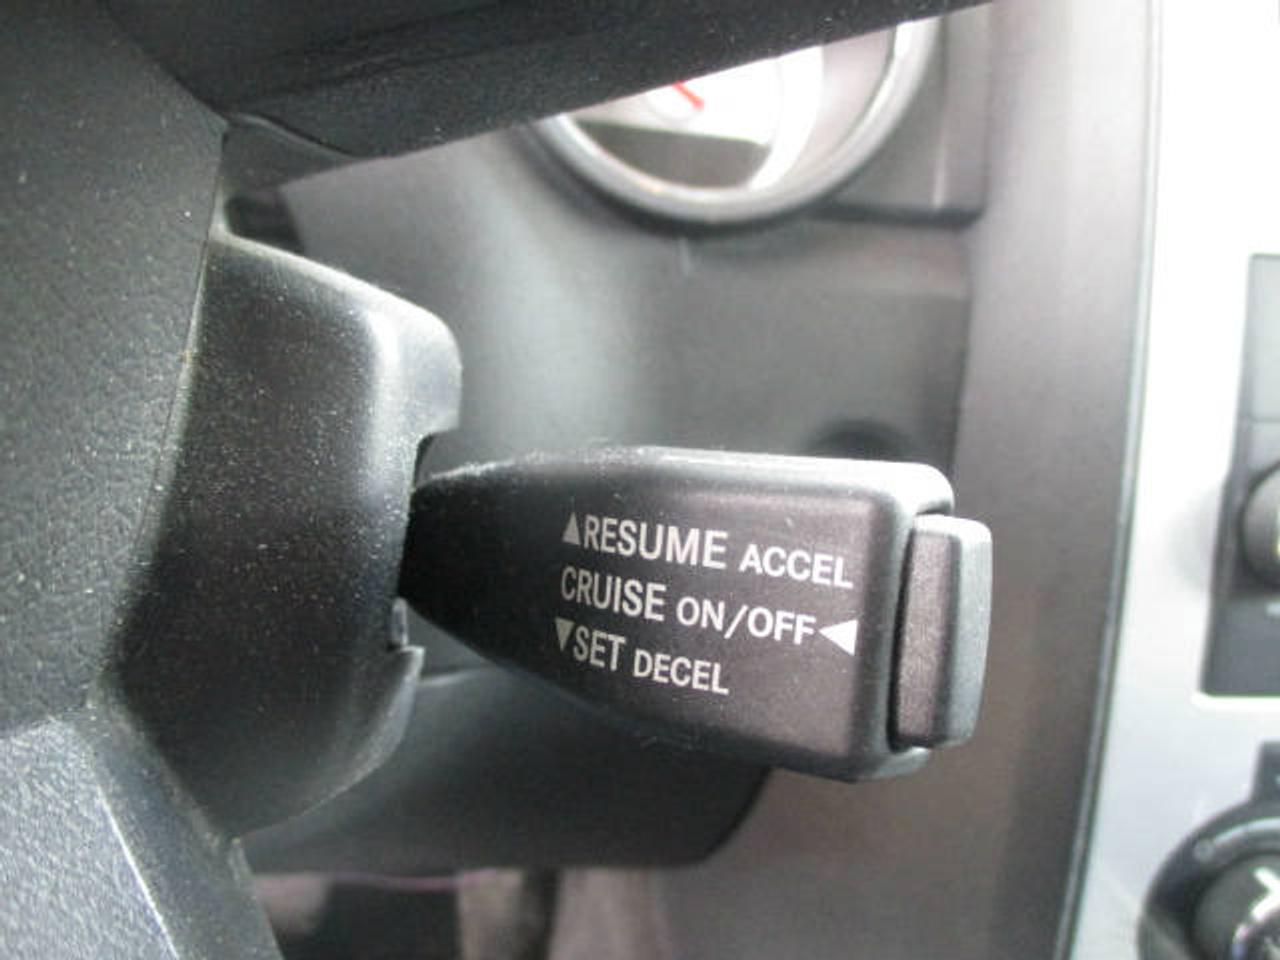 ▲RESUME ACCEL
CRUISE ON/OFF◀
▼SET DECEL